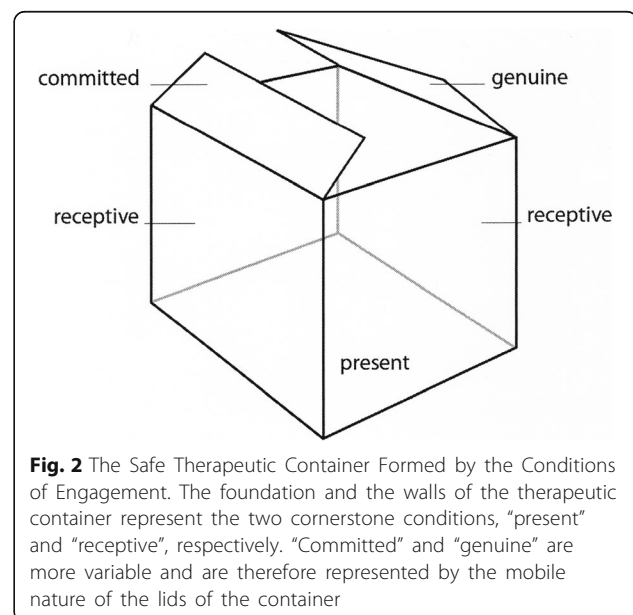 committed
genuine
receptive
receptive
present
Fig. 2 The Safe Therapeutic Container Formed by the Conditions
of Engagement. The foundation and the walls of the therapeutic
container represent the two cornerstone conditions, “present”
and “receptive”, respectively. “Committed” and “genuine” are
more variable and are therefore represented by the mobile
nature of the lids of the container